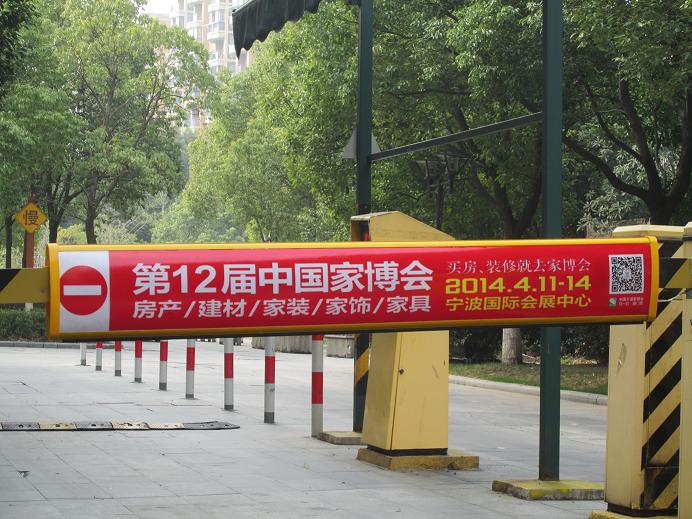 慢
第12届中国家博会
房产/建材/家装/家饰/家具
买房、装修就去家博会
2014.4.11-14
宁波国际会展中心